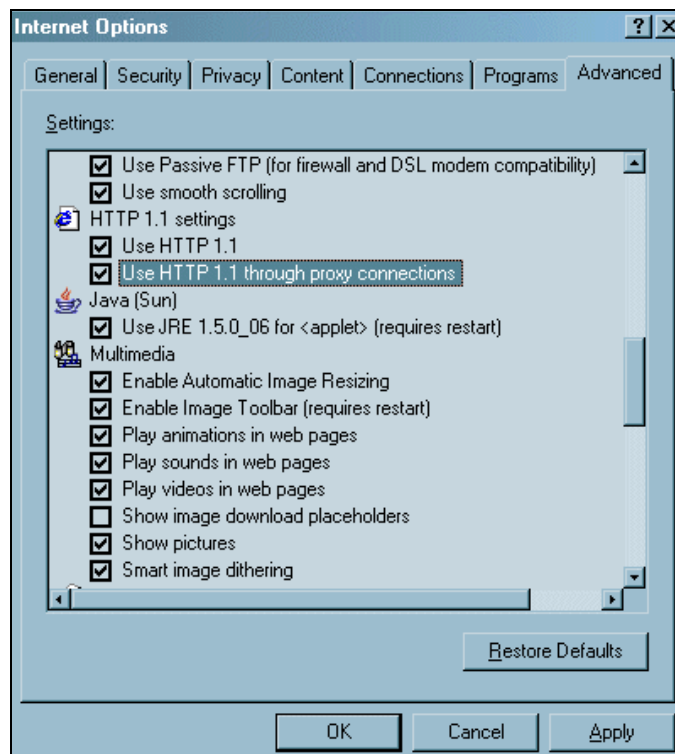 Internet Options
General Security Privacy Content Connections Programs Advanced
Settings:
Use Passive FTP (for firewall and DSL modem compatibility)
Use smooth scrolling
HTTP 1.1 settings
Use HTTP 1.1
Use HTTP 1.1 through proxy connections
Java (Sun)
Use JRE 1.5.0_06 for <applet> (requires restart)
Multimedia
Enable Automatic Image Resizing
Enable Image Toolbar (requires restart)
Play animations in web pages
Play sounds in web pages
Play videos in web pages
Show image download placeholders
Show pictures
Smart image dithering
Restore Defaults
OK Cancel Apply